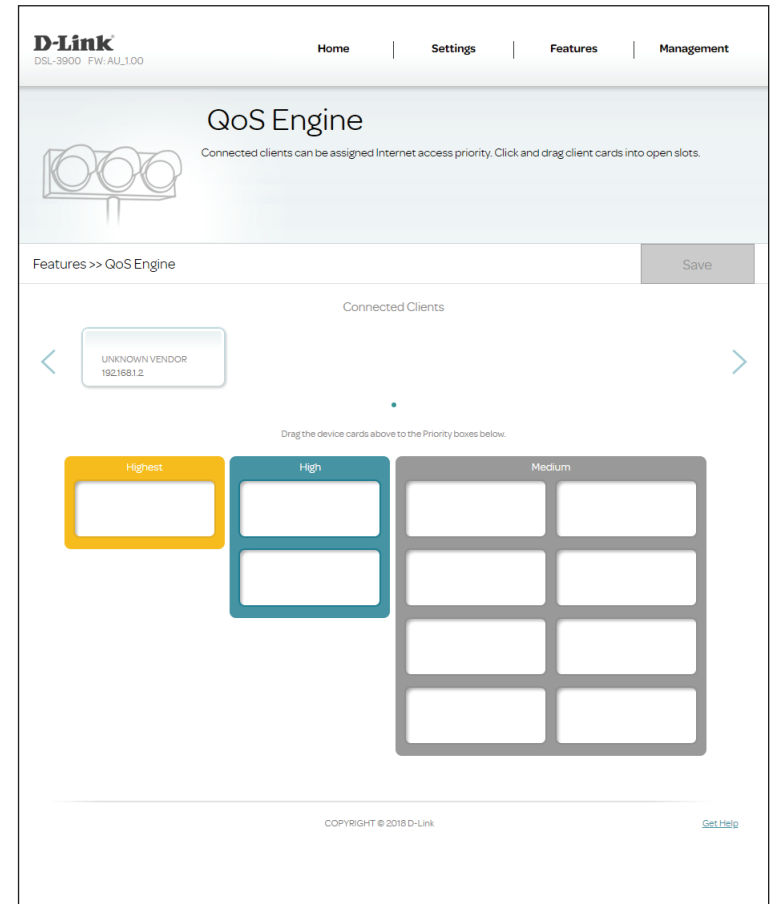 D-Link
DSL-3900 FW: AU_1.00
Home
Settings
Features
Management
QoS Engine
Connected clients can be assigned Internet access priority. Click and drag client cards into open slots.
Features >> QoS Engine
Save
Connected Clients
UNKNOWN VENDOR
192.168.1.2
Drag the device cards above to the Priority boxes below.
Highest
High
Medium
COPYRIGHT © 2018 D-Link
Get Help